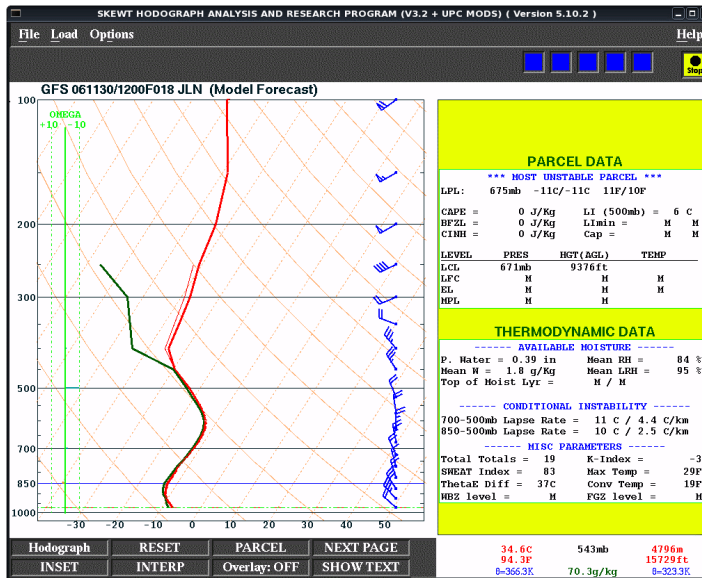 SKEWT HODOGRAPH ANALYSIS AND RESEARCH PROGRAM (V3.2 + UPC MODS) ( Version 5.10.2 )
File Load Options Help
Stop
GFS 061130/1200F018 JLN (Model Forecast)
100
OMEGA
+10 -10
200
300
500
700
850
1000
-30 -20 -10 0 10 20 30 40 50
PARCEL DATA
*** MOST UNSTABLE PARCEL ***
LPL: 675mb -11C/-11C 11F/10F
CAPE = 0 J/Kg LI (500mb) = 6 C
BFZL = 0 J/Kg LImin = M M
CINH = 0 J/Kg Cap = M M
LEVEL PRES HGT(AGL) TEMP
LCL 671mb 9376ft
LFC M M M
EL M M M
MPL M M
THERMODYNAMIC DATA
------ AVAILABLE MOISTURE ------
P. Water = 0.39 in Mean RH = 84 %
Mean W = 1.8 g/Kg Mean LRH = 95 %
Top of Moist Lyr = M / M
------ CONDITIONAL INSTABILITY ------
700-500mb Lapse Rate = 11 C / 4.4 C/km
850-500mb Lapse Rate = 10 C / 2.5 C/km
------ MISC PARAMETERS ------
Total Totals = 19 K-Index = -3
SWEAT Index = 83 Max Temp = 29F
ThetaE Diff = 37C Conv Temp = 19F
WBZ level = M FGZ level = M
Hodograph RESET PARCEL NEXT PAGE
INSET INTERP Overlay: OFF SHOW TEXT
34.6C 543mb 4796m
94.3F 15729ft
θ=366.3K 70.3g/kg θ=323.3K